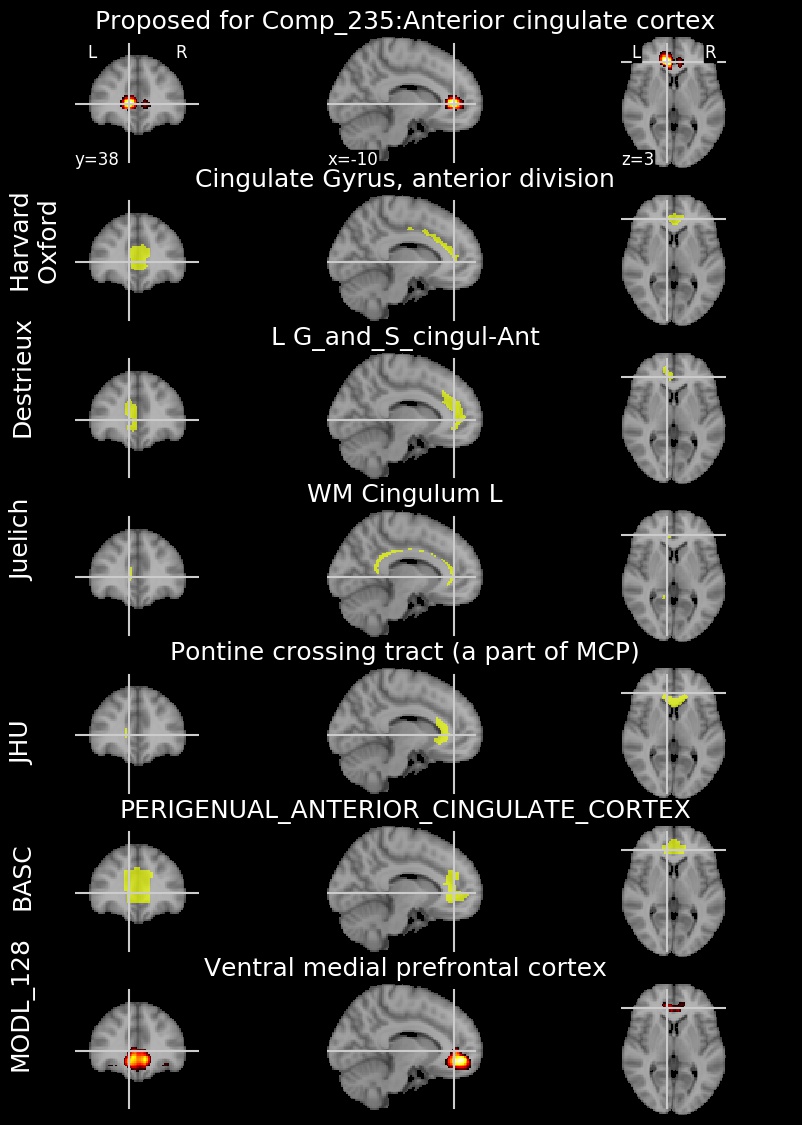 Proposed for Comp_235:Anterior cingulate cortex
L R L R
y=38 x=-10 z=3
Cingulate Gyrus, anterior division
Harvard
Oxford
L G_and_S_cingul-Ant
Destrieux
WM Cingulum L
Juelich
Pontine crossing tract (a part of MCP)
JHU
PERIGENUAL_ANTERIOR_CINGULATE_CORTEX
BASC
Ventral medial prefrontal cortex
MODL_128